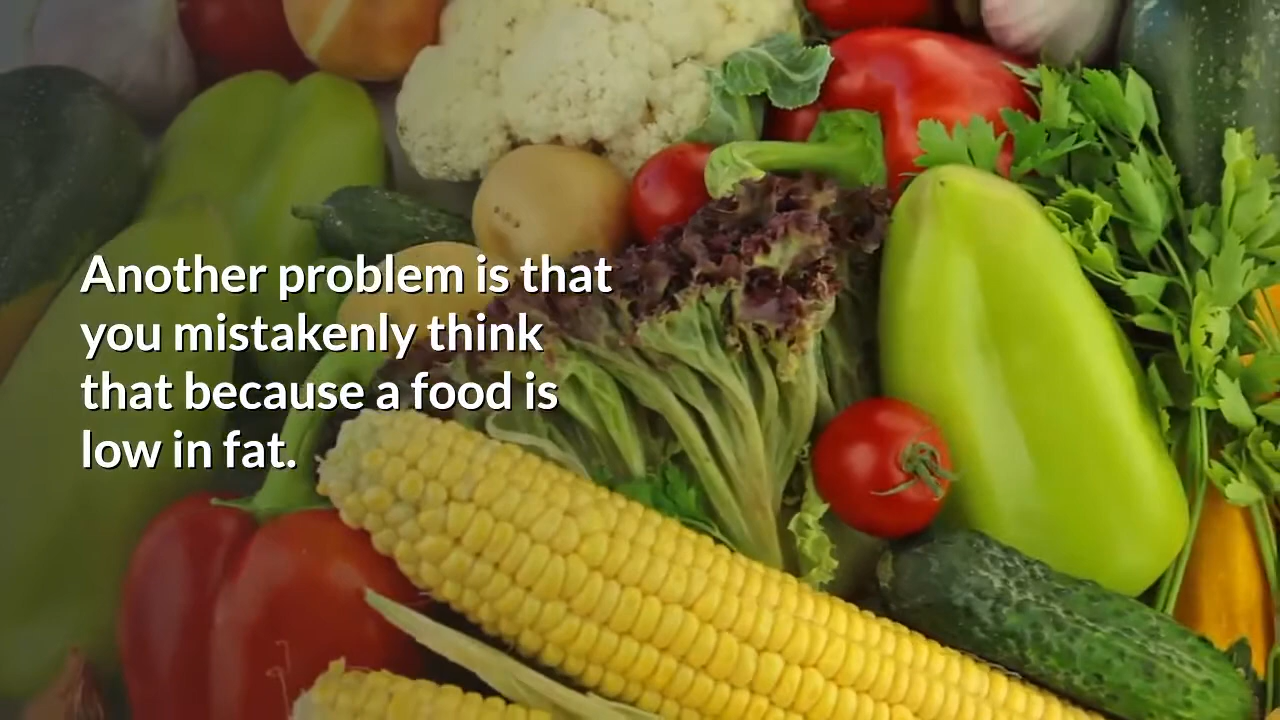 Another problem is that
you mistakenly think
that because a food is
low in fat.